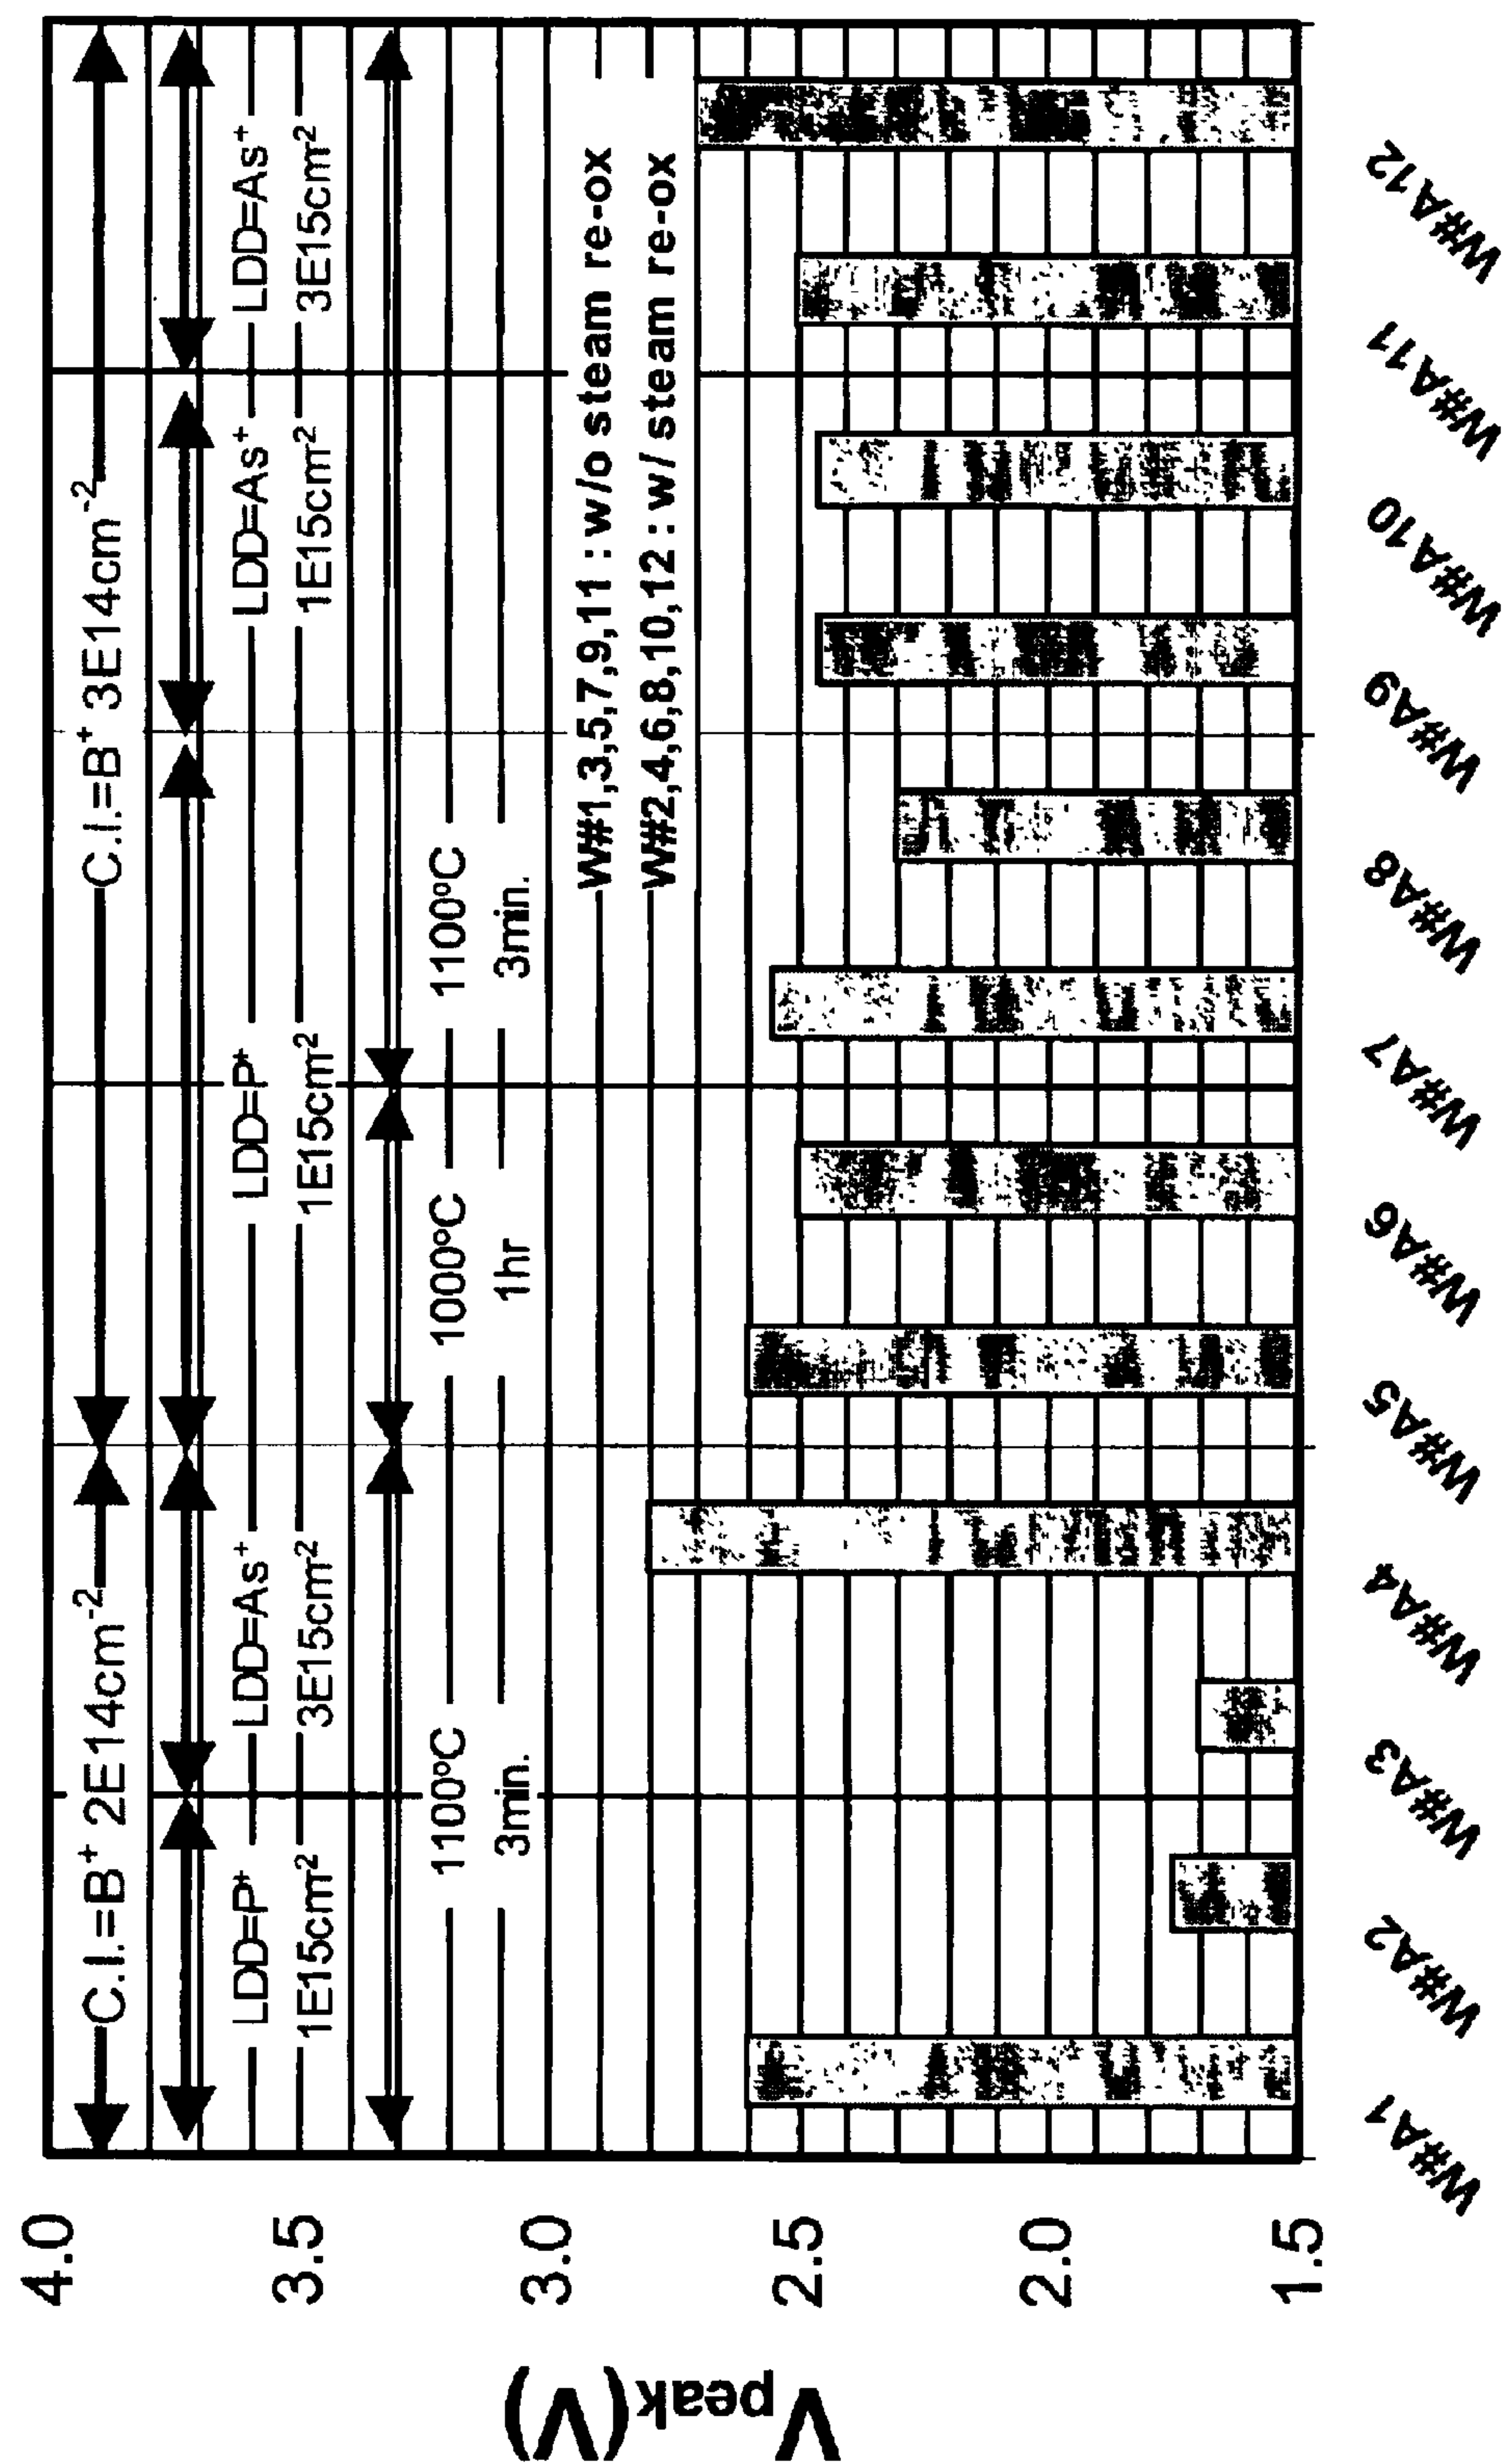 4.0
3.5
3.0
2.5
2.0
1.5
Vpeak(V)
C.I.=B⁺ 2E14cm⁻²
C.I.=B⁺ 3E14cm⁻²
LDD=P⁺
1E15cm²
LDD=As⁺
3E15cm²
LDD=P⁺
1E15cm²
LDD=As⁺
1E15cm²
LDD=As⁺
3E15cm²
1100ºC
3min.
1000ºC
1hr
1100ºC
3min.
W#1,3,5,7,9,11 : w/o steam re-ox
W#2,4,6,8,10,12 : w/ steam re-ox
W#A1
W#A2
W#A3
W#A4
W#A5
W#A6
W#A7
W#A8
W#A9
W#A10
W#A11
W#A12